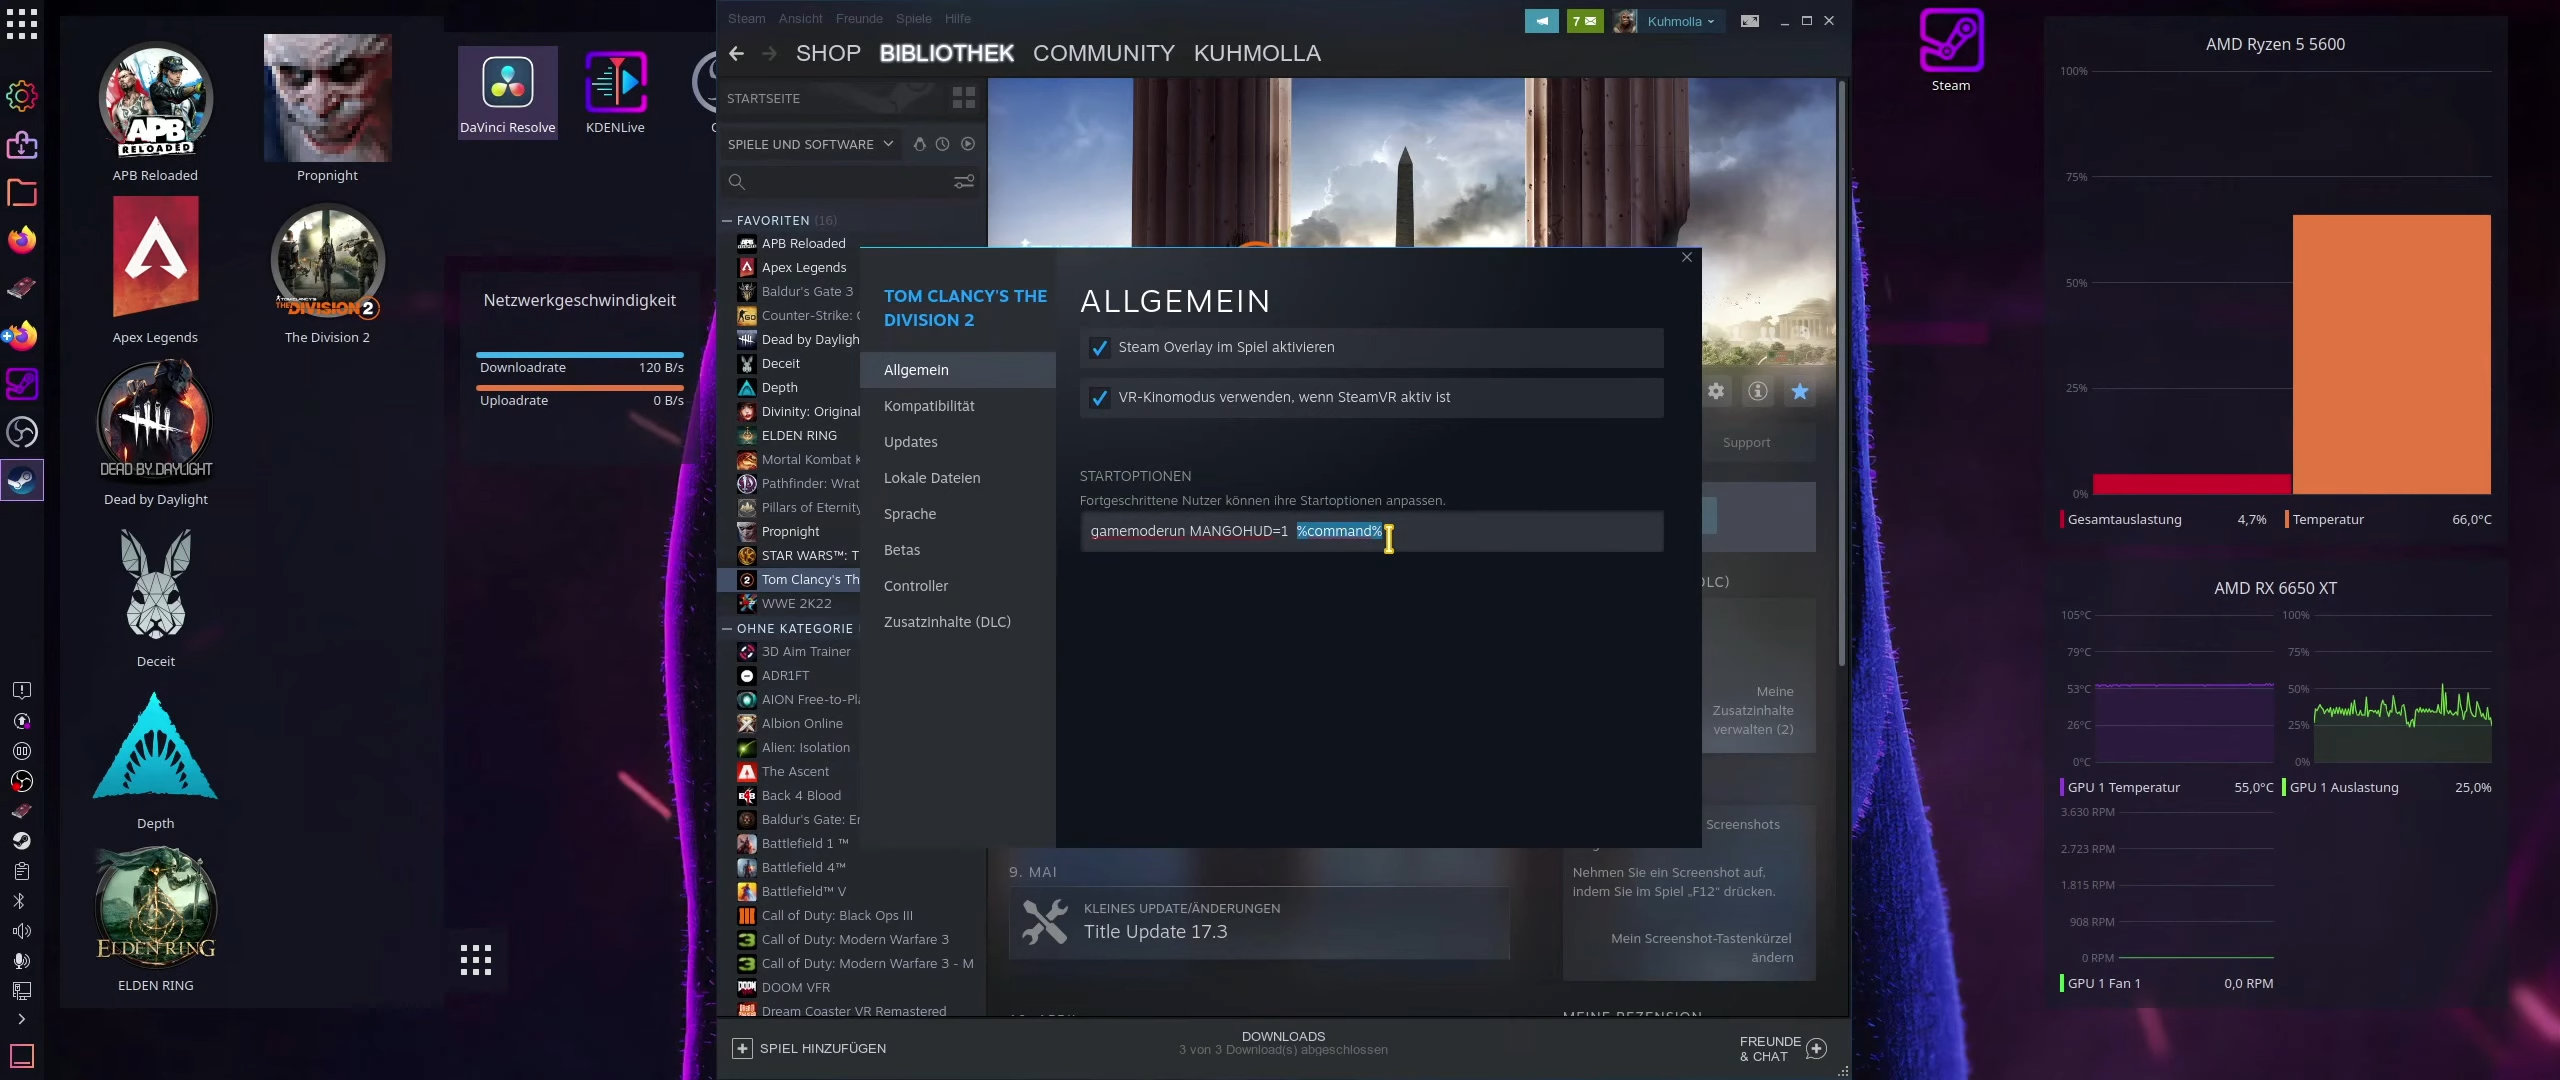 APB Reloaded
Propnight
Apex Legends
The Division 2
Dead by Daylight
Deceit
Depth
ELDEN RING
DaVinci Resolve
KDENLive
Netzwerkgeschwindigkeit
Downloadrate 120 B/s
Uploadrate 0 B/s
Steam Ansicht Freunde Spiele Hilfe
7
Kuhmolla
SHOP BIBLIOTHEK COMMUNITY KUHMOLLA
STARTSEITE
SPIELE UND SOFTWARE
— FAVORITEN (16)
APB Reloaded
Apex Legends
Baldur's Gate 3
Counter-Strike:
Dead by Dayligh
Deceit
Depth
Divinity: Original
ELDEN RING
Mortal Kombat
Pathfinder: Wrat
Pillars of Eternity
Propnight
STAR WARS™: T
Tom Clancy's Th
WWE 2K22
— OHNE KATEGORIE
3D Aim Trainer
ADR1FT
AION Free-to-Pla
Albion Online
Alien: Isolation
The Ascent
Back 4 Blood
Baldur's Gate: En
Battlefield 1 ™
Battlefield 4™
Battlefield™ V
Call of Duty: Black Ops III
Call of Duty: Modern Warfare 3
Call of Duty: Modern Warfare 3 - M
DOOM VFR
Dream Coaster VR Remastered
TOM CLANCY'S THE
DIVISION 2
Allgemein
Kompatibilität
Updates
Lokale Dateien
Sprache
Betas
Controller
Zusatzinhalte (DLC)
ALLGEMEIN
Steam Overlay im Spiel aktivieren
VR-Kinomodus verwenden, wenn SteamVR aktiv ist
STARTOPTIONEN
Fortgeschrittene Nutzer können ihre Startoptionen anpassen.
gamemoderun MANGOHUD=1 %command%
Support
DLC)
Meine
Zusatzinhalte
verwalten (2)
Screenshots
Nehmen Sie ein Screenshot auf,
indem Sie im Spiel „F12“ drücken.
Mein Screenshot-Tastenkürzel
ändern
9. MAI
KLEINES UPDATE/ÄNDERUNGEN
Title Update 17.3
MEINE REZENSION
SPIEL HINZUFÜGEN
DOWNLOADS
3 von 3 Download(s) abgeschlossen
FREUNDE
& CHAT
Steam
AMD Ryzen 5 5600
100%
75%
50%
25%
0%
Gesamtauslastung 4,7% Temperatur 66,0°C
AMD RX 6650 XT
105°C 100%
79°C 75%
53°C 50%
26°C 25%
0°C 0%
GPU 1 Temperatur 55,0°C GPU 1 Auslastung 25,0%
3.630 RPM
2.723 RPM
1.815 RPM
908 RPM
0 RPM
GPU 1 Fan 1 0,0 RPM